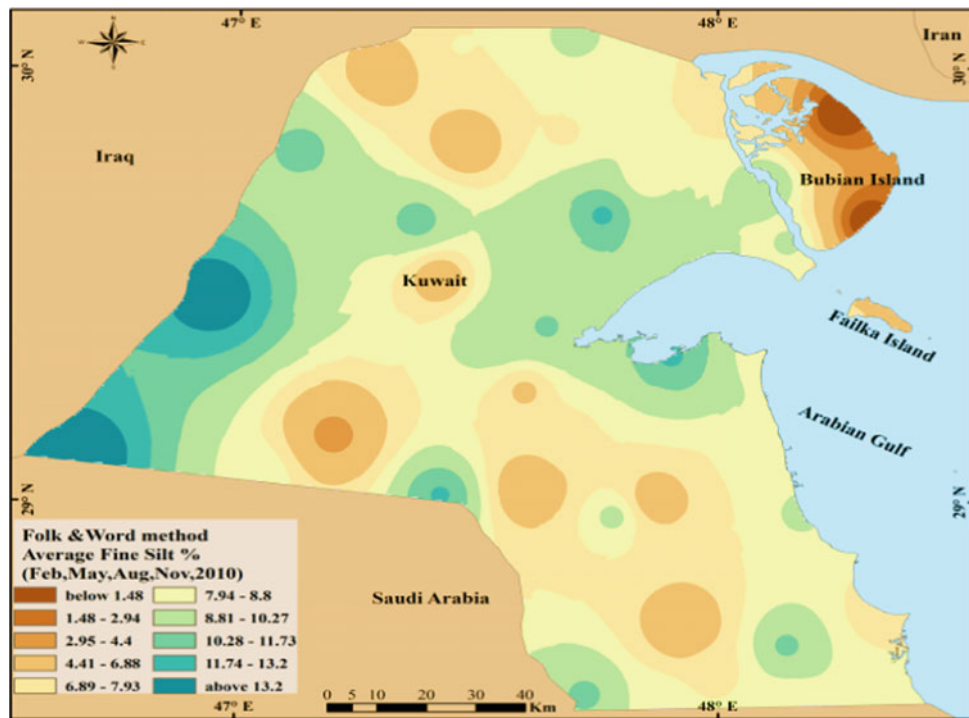 47° E
48° E
Iran
30° N
30° N
N
Iraq
Bubian Island
Kuwait
Failka Island
Arabian Gulf
29° N
29° N
Folk &Word method
Average Fine Silt %
(Feb,May,Aug,Nov,2010)
below 1.48
7.94 - 8.8
1.48 - 2.94
8.81 - 10.27
2.95 - 4.4
10.28 - 11.73
4.41 - 6.88
11.74 - 13.2
6.89 - 7.93
above 13.2
Saudi Arabia
0 5 10 20 30 40
Km
47° E
48° E